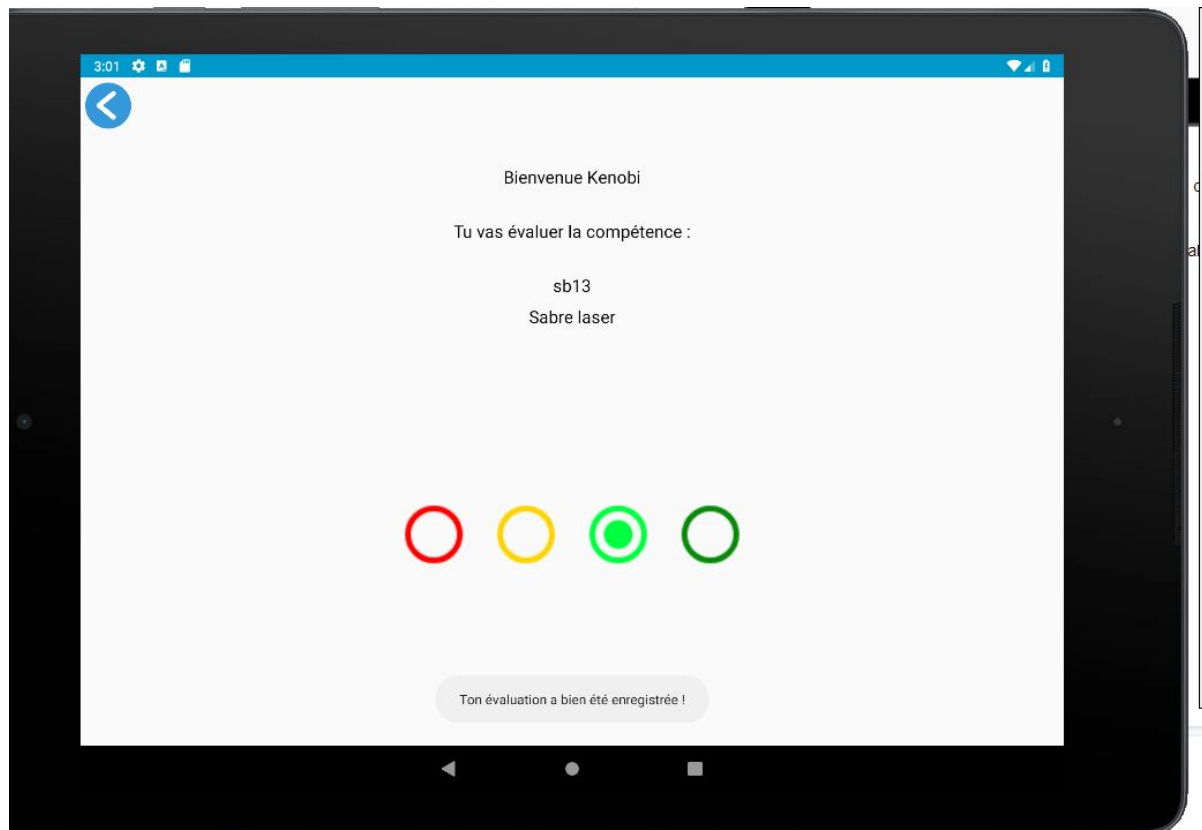 3:01
Bienvenue Kenobi
Tu vas évaluer la compétence :
sb13
Sabre laser
Ton évaluation a bien été enregistrée !